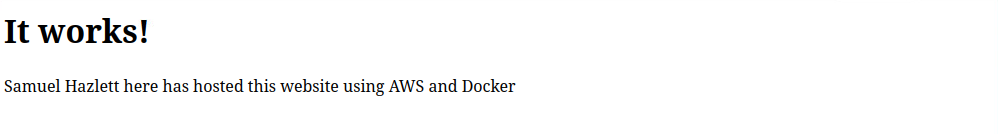 It works!
Samuel Hazlett here has hosted this website using AWS and Docker